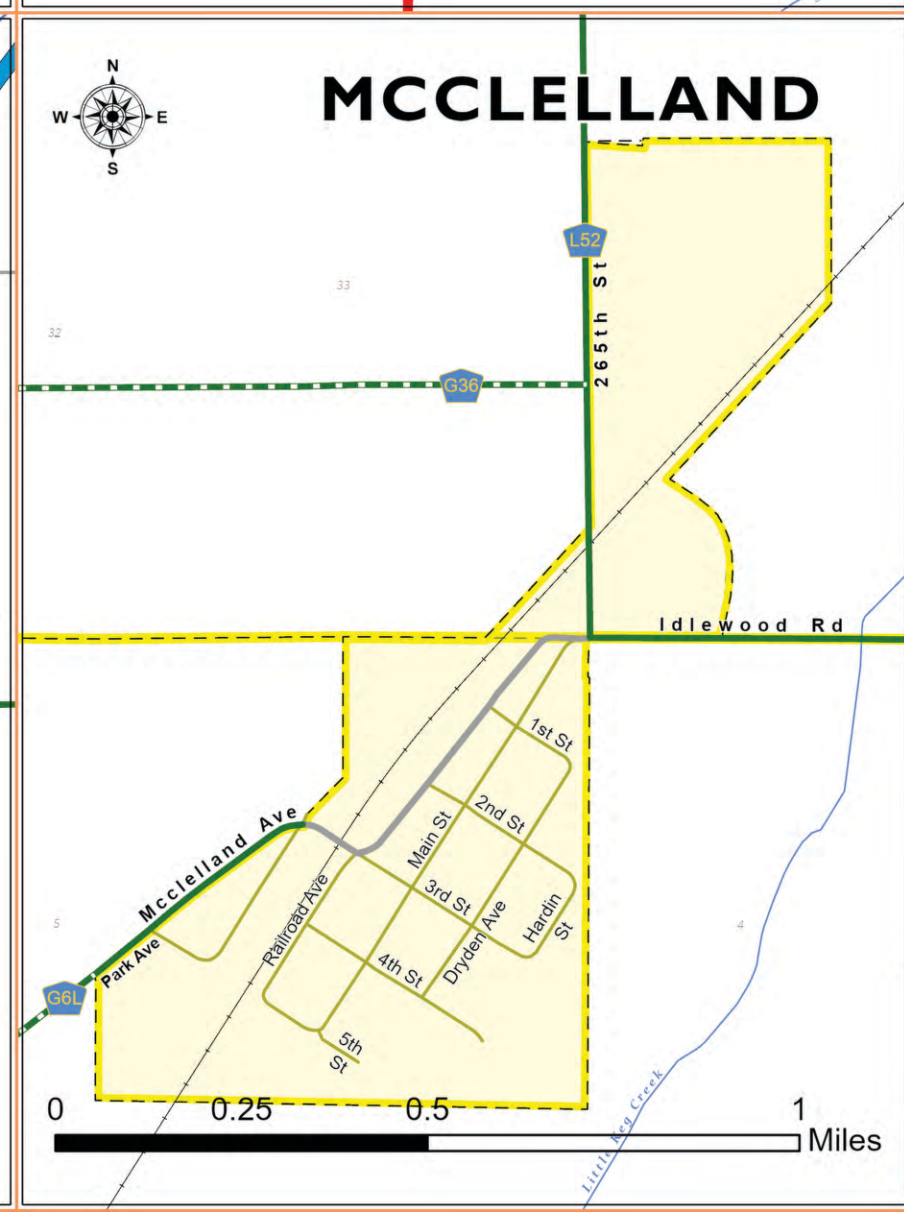 N
MCCLELLAND
W E
S
L52
265th St
33
32
G36
Idlewood Rd
1st St
2nd St
Mcclelland Ave
Main St
3rd St
Railroad Ave
Hardin
St
Dryden Ave
5
4
Park Ave
4th St
G6L
5th
St
Little Keg Creek
0 0.25 0.5 1
Miles